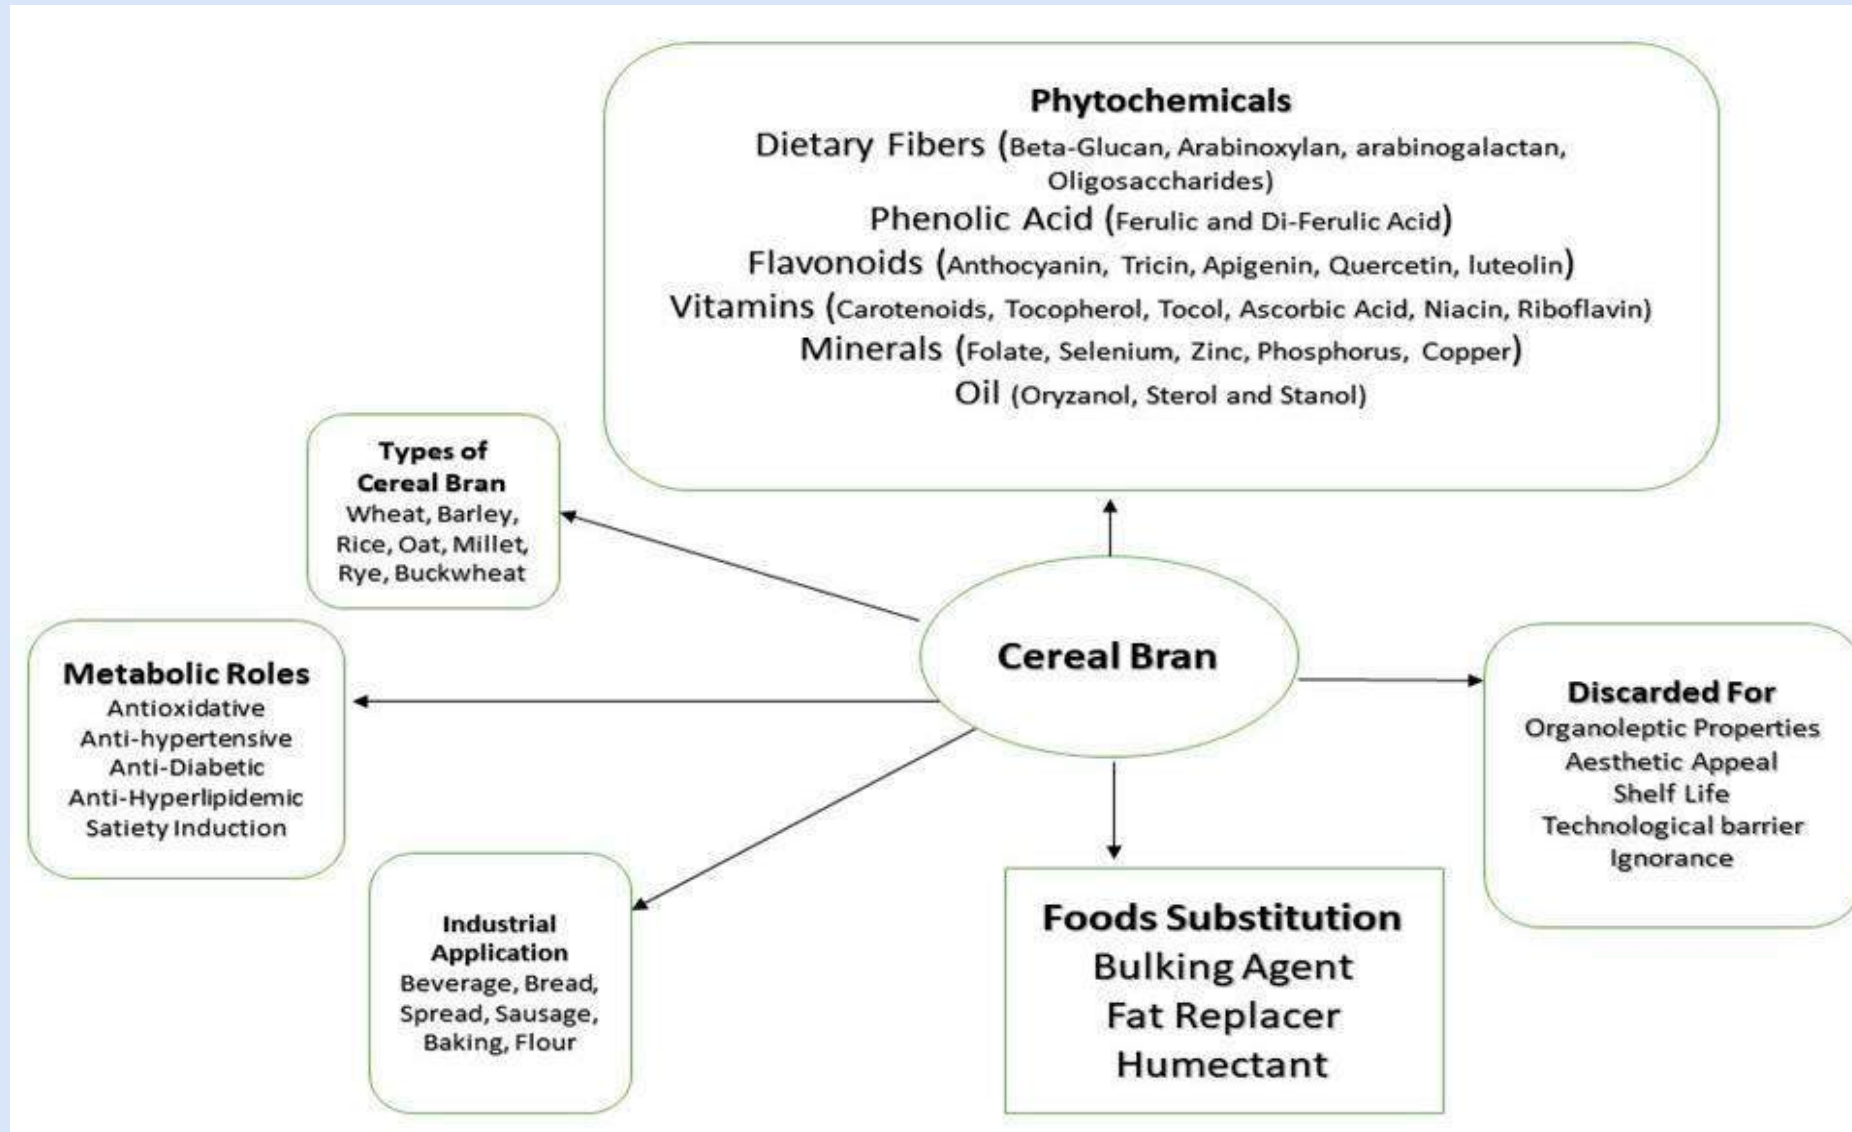 Phytochemicals
Dietary Fibers (Beta-Glucan, Arabinoxylan, arabinogalactan,
Oligosaccharides)
Phenolic Acid (Ferulic and Di-Ferulic Acid)
Flavonoids (Anthocyanin, Tricin, Apigenin, Quercetin, luteolin)
Vitamins (Carotenoids, Tocopherol, Tocol, Ascorbic Acid, Niacin, Riboflavin)
Minerals (Folate, Selenium, Zinc, Phosphorus, Copper)
Oil (Oryzanol, Sterol and Stanol)
Types of
Cereal Bran
Wheat, Barley,
Rice, Oat, Millet,
Rye, Buckwheat
Cereal Bran
Metabolic Roles
Antioxidative
Anti-hypertensive
Anti-Diabetic
Anti-Hyperlipidemic
Satiety Induction
Discarded For
Organoleptic Properties
Aesthetic Appeal
Shelf Life
Technological barrier
Ignorance
Industrial
Application
Beverage, Bread,
Spread, Sausage,
Baking, Flour
Foods Substitution
Bulking Agent
Fat Replacer
Humectant